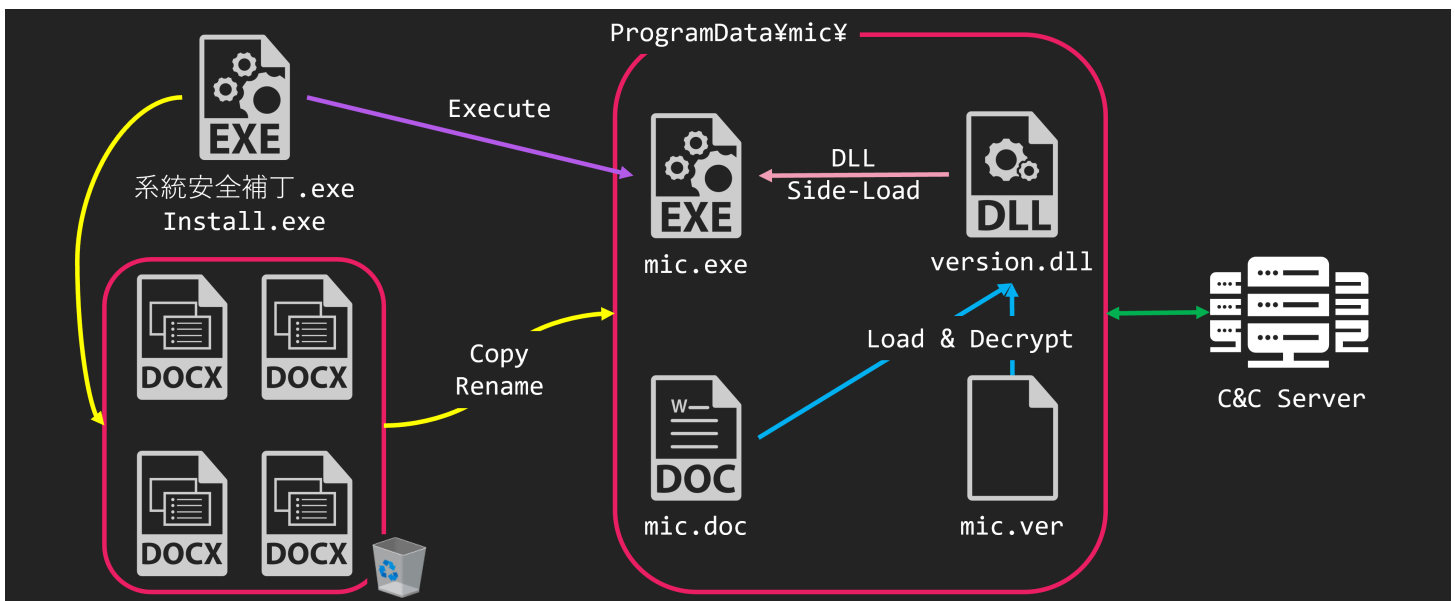 ProgramData¥mic¥
EXE
系統安全補丁.exe
Install.exe
Execute
EXE
mic.exe
DLL
Side-Load
DLL
version.dll
DOCX
DOCX
DOCX
DOCX
Copy
Rename
Load & Decrypt
W
DOC
mic.doc
mic.ver
C&C Server